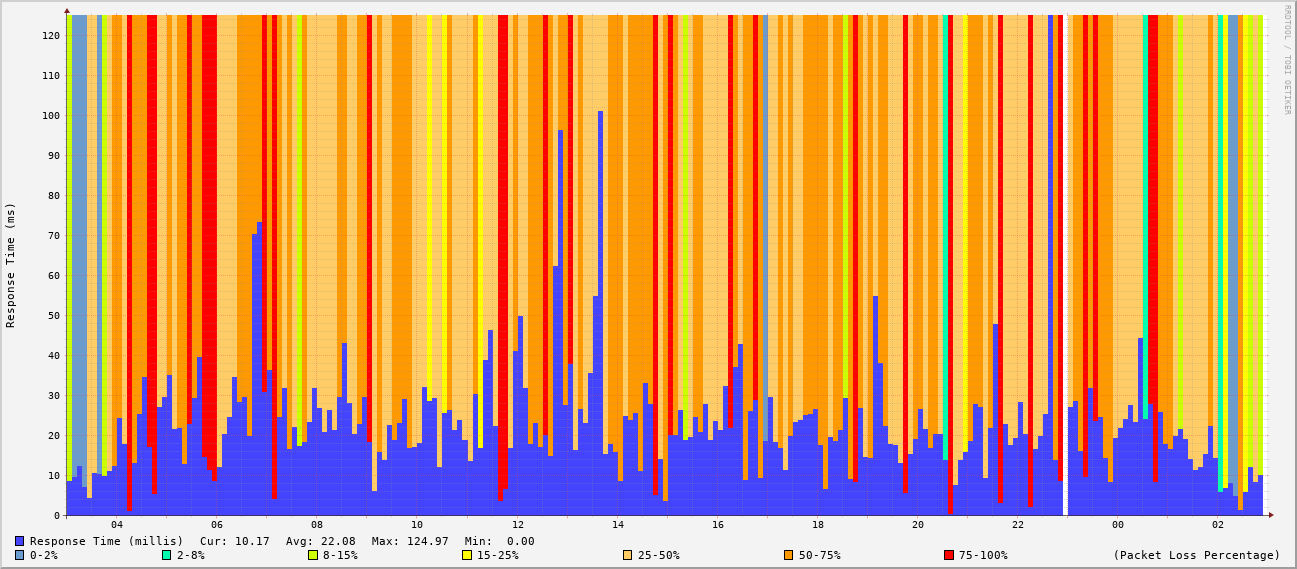 RRDTOOL / TOBI OETIKER
Response Time (ms)
120
110
100
90
80
70
60
50
40
30
20
10
0
04 06 08 10 12 14 16 18 20 22 00 02
Response Time (millis) Cur: 10.17 Avg: 22.08 Max: 124.97 Min: 0.00
0-2% 2-8% 8-15% 15-25% 25-50% 50-75% 75-100% (Packet Loss Percentage)